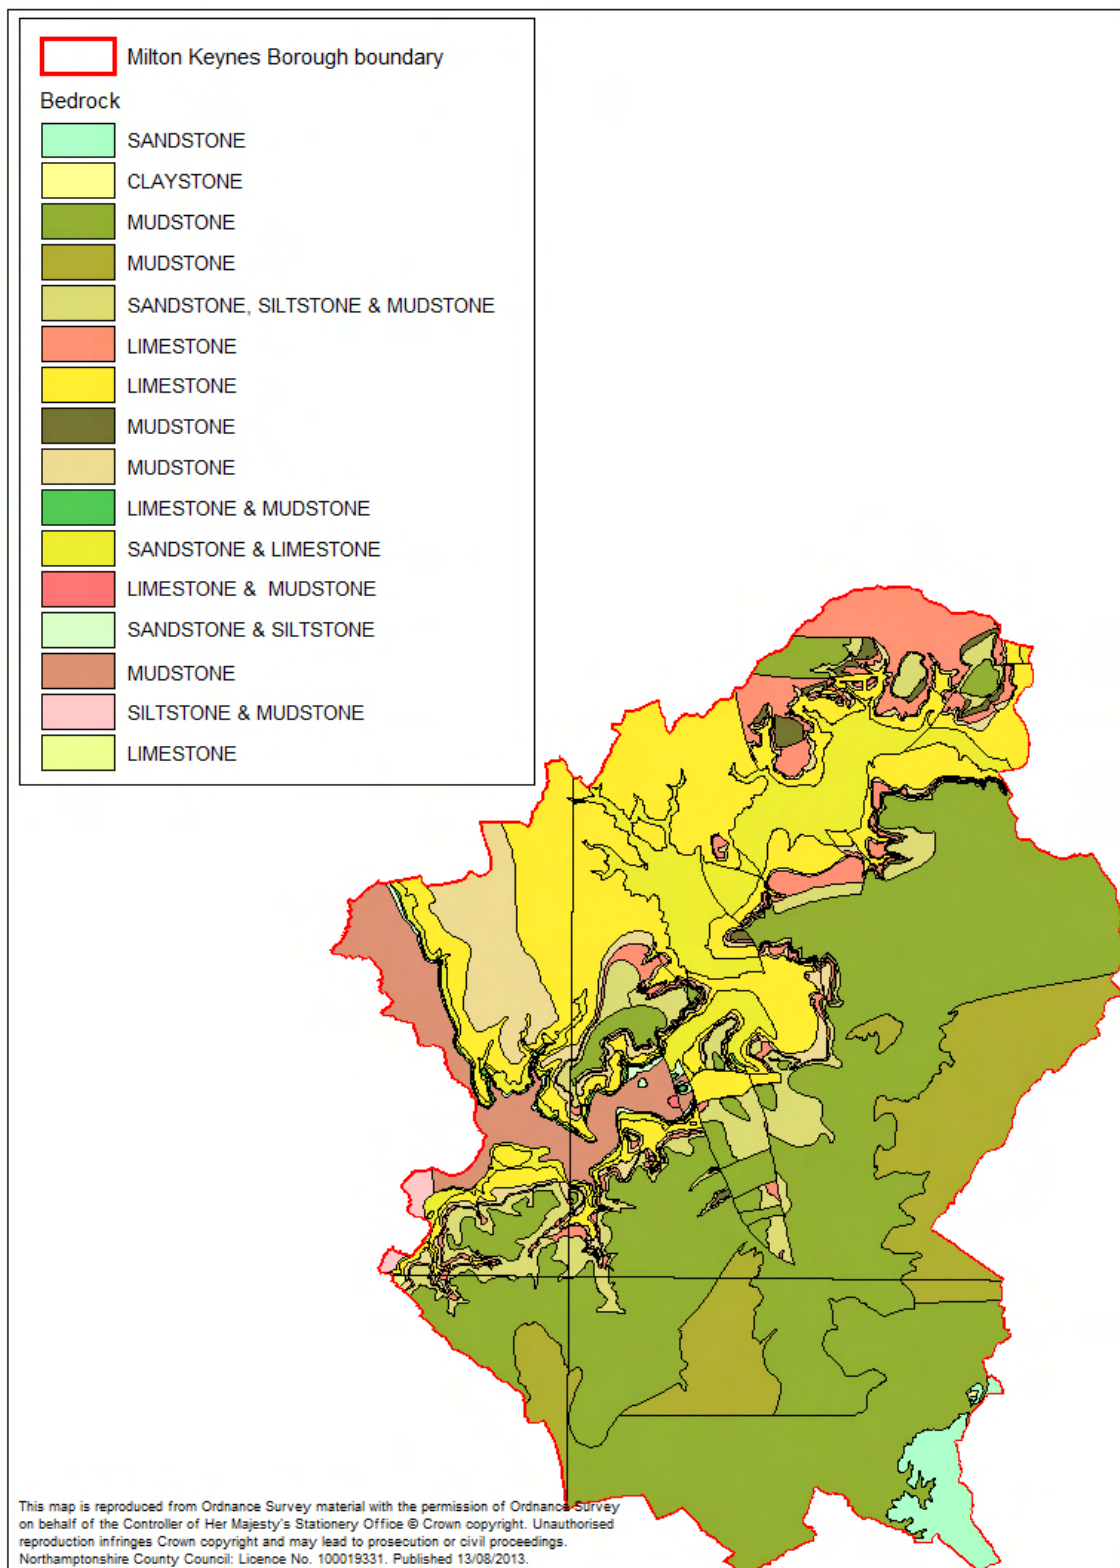 Milton Keynes Borough boundary
Bedrock
SANDSTONE
CLAYSTONE
MUDSTONE
MUDSTONE
SANDSTONE, SILTSTONE & MUDSTONE
LIMESTONE
LIMESTONE
MUDSTONE
MUDSTONE
LIMESTONE & MUDSTONE
SANDSTONE & LIMESTONE
LIMESTONE & MUDSTONE
SANDSTONE & SILTSTONE
MUDSTONE
SILTSTONE & MUDSTONE
LIMESTONE
This map is reproduced from Ordnance Survey material with the permission of Ordnance Survey
on behalf of the Controller of Her Majesty's Stationery Office © Crown copyright. Unauthorised
reproduction infringes Crown copyright and may lead to prosecution or civil proceedings.
Northamptonshire County Council: Licence No. 100019331. Published 13/08/2013.